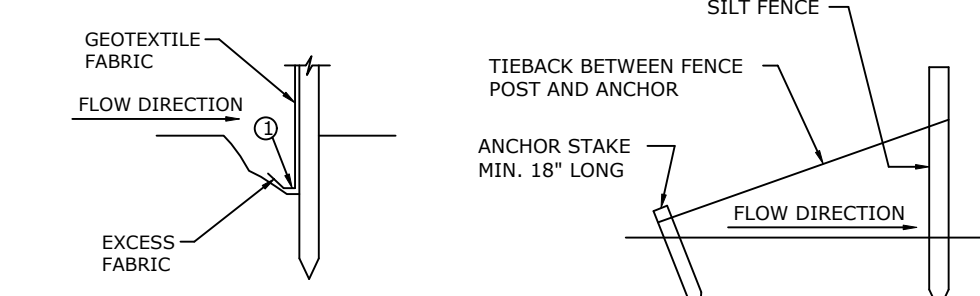 GEOTEXTILE
FABRIC
FLOW DIRECTION
1
EXCESS
FABRIC
SILT FENCE
TIEBACK BETWEEN FENCE
POST AND ANCHOR
ANCHOR STAKE
MIN. 18" LONG
FLOW DIRECTION